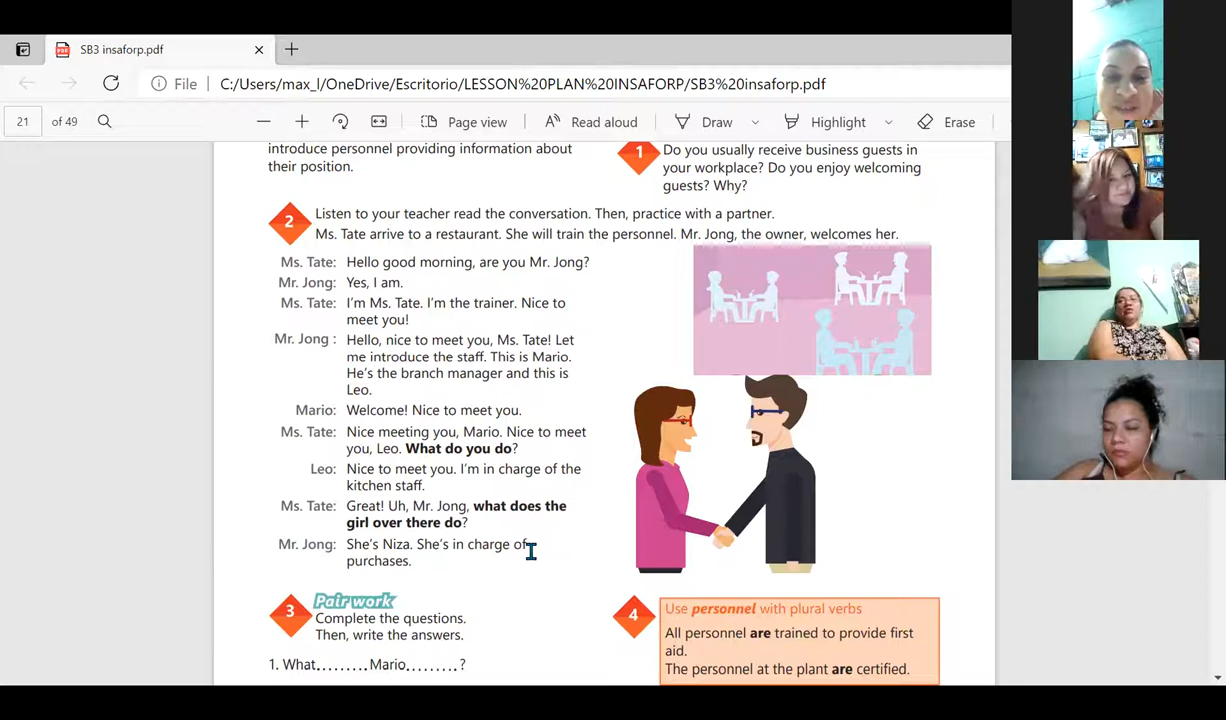 SB3 insaforp.pdf
File C:/Users/max_l/OneDrive/Escritorio/LESSON%20PLAN%20INSAFORP/SB3%20insaforp.pdf
21 of 49 Page view Read aloud Draw Highlight Erase
introduce personnel providing information about
their position.
1
Do you usually receive business guests in
your workplace? Do you enjoy welcoming
guests? Why?
2
Listen to your teacher read the conversation. Then, practice with a partner.
Ms. Tate arrive to a restaurant. She will train the personnel. Mr. Jong, the owner, welcomes her.
Ms. Tate: Hello good morning, are you Mr. Jong?
Mr. Jong: Yes, I am.
Ms. Tate: I'm Ms. Tate. I'm the trainer. Nice to
meet you!
Mr. Jong : Hello, nice to meet you, Ms. Tate! Let
me introduce the staff. This is Mario.
He's the branch manager and this is
Leo.
Mario: Welcome! Nice to meet you.
Ms. Tate: Nice meeting you, Mario. Nice to meet
you, Leo. What do you do?
Leo: Nice to meet you. I'm in charge of the
kitchen staff.
Ms. Tate: Great! Uh, Mr. Jong, what does the
girl over there do?
Mr. Jong: She's Niza. She's in charge of
purchases.
3
Pair work
Complete the questions.
Then, write the answers.
1. What.........Mario.........?
4
Use personnel with plural verbs
All personnel are trained to provide first
aid.
The personnel at the plant are certified.